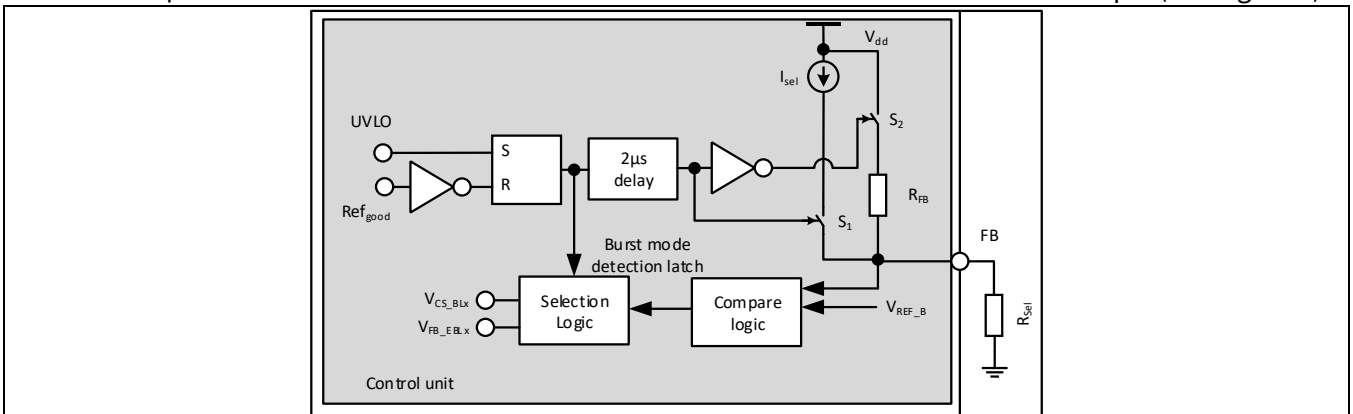 V_dd
I_sel
UVLO
S_2
S
2µs
delay
R
R_FB
Ref_good
S_1
FB
Burst mode
detection latch
V_CS_BLx
Selection
Logic
Compare
logic
V_REF_B
V_FB_EBLx
R_Sel
Control unit